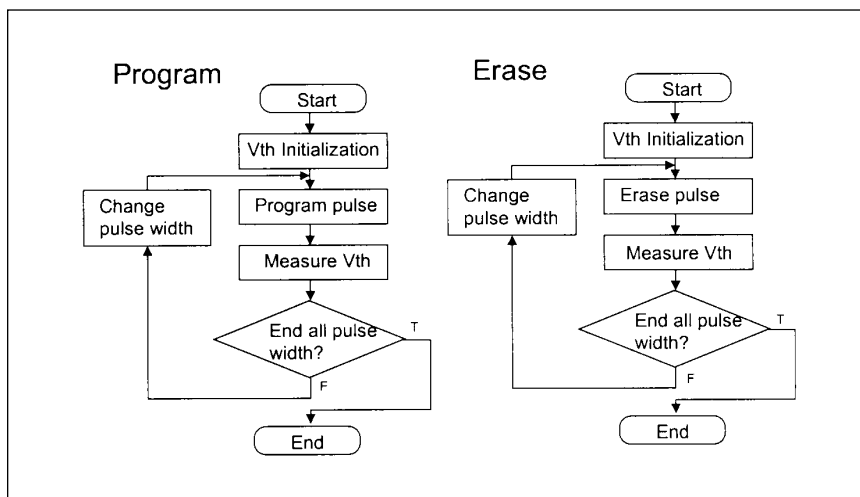 Program
Start
Vth Initialization
Change
pulse width
Program pulse
Measure Vth
End all pulse
width?
T
F
End
Erase
Start
Vth Initialization
Change
pulse width
Erase pulse
Measure Vth
End all pulse
width?
T
F
End